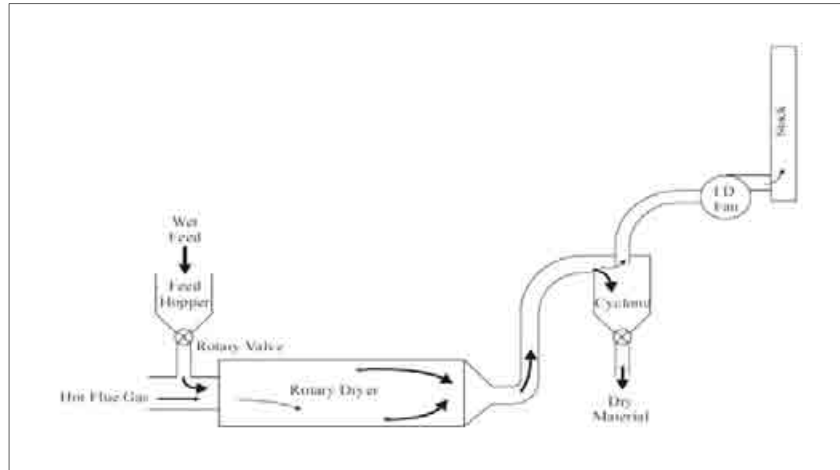 Wet
Feed
Feed
Hopper
Rotary Valve
Hot Flue Gas
Rotary Dryer
Cyclone
Dry
Material
I D
Fan
Stack